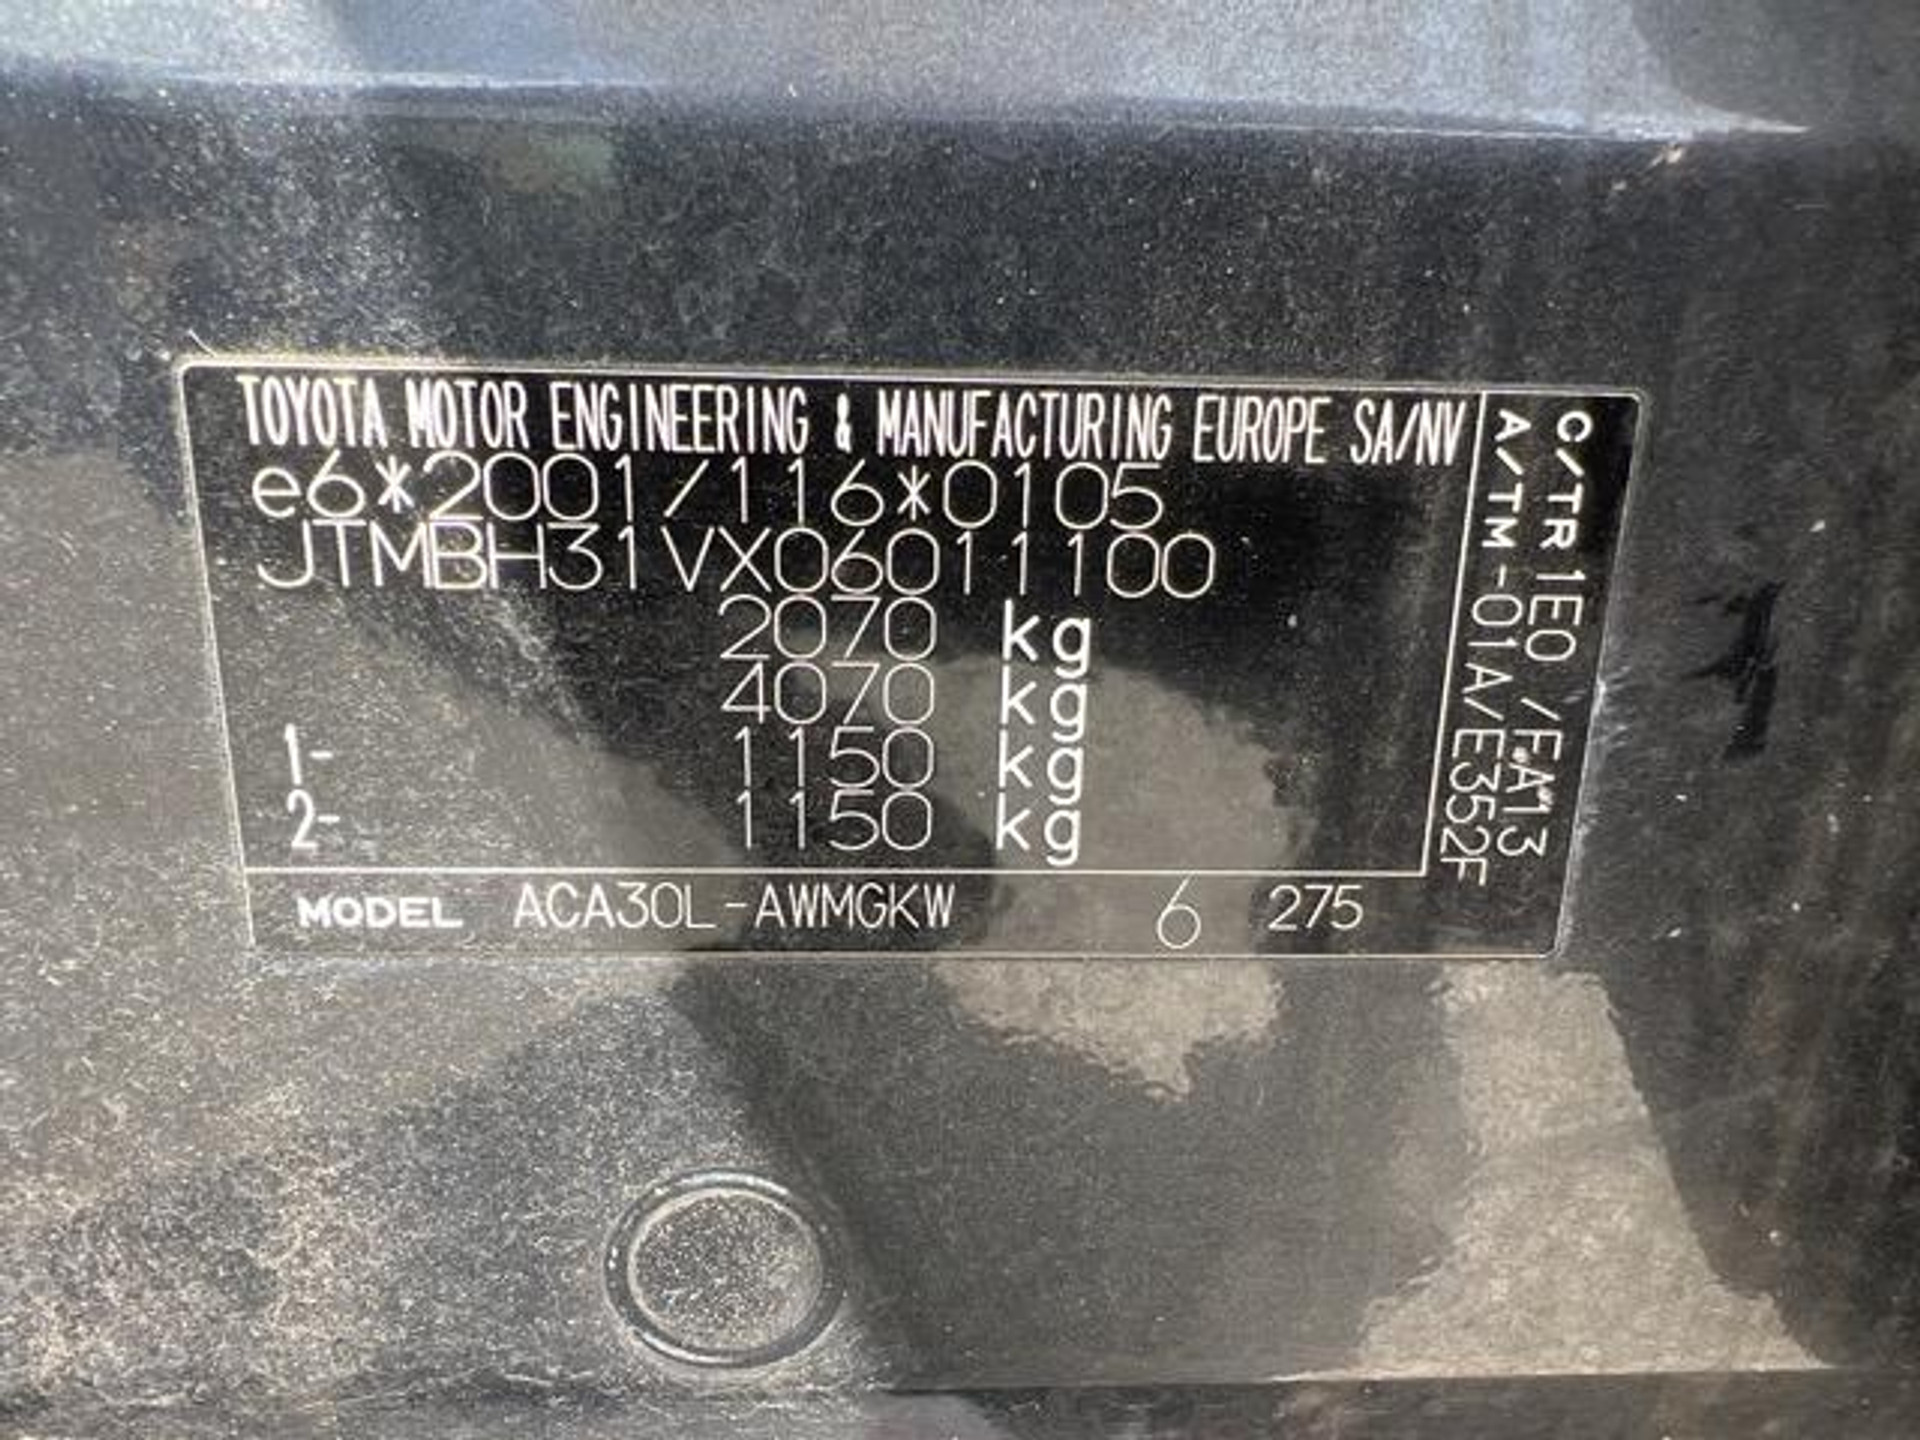 TOYOTA MOTOR ENGINEERING & MANUFACTURING EUROPE SA/NV
e6*2001/116*0105
JTMBH31VX06011100
2070 kg
4070 kg
1- 1150 kg
2- 1150 kg
MODEL ACA30L-AWMGKW 6 275
C/TR 1E0 /FA13
A/TM -01A/E352F